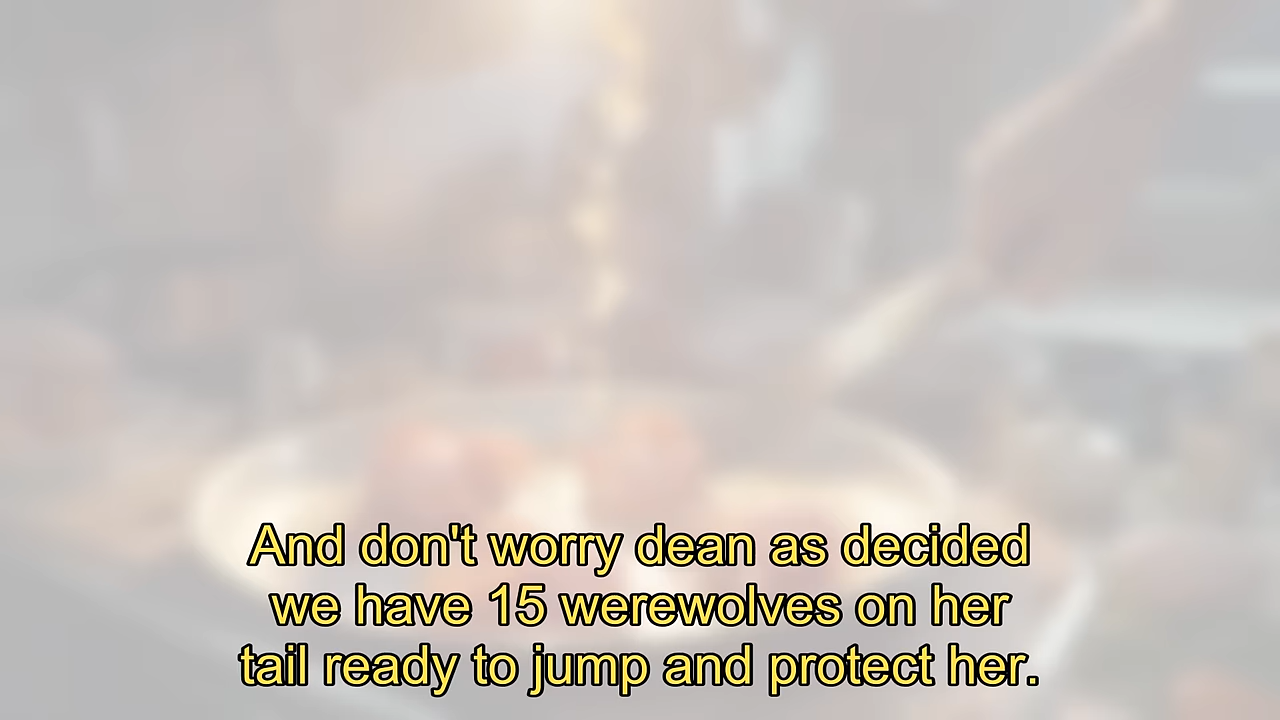 And don't worry dean as decided
we have 15 werewolves on her
tail ready to jump and protect her.